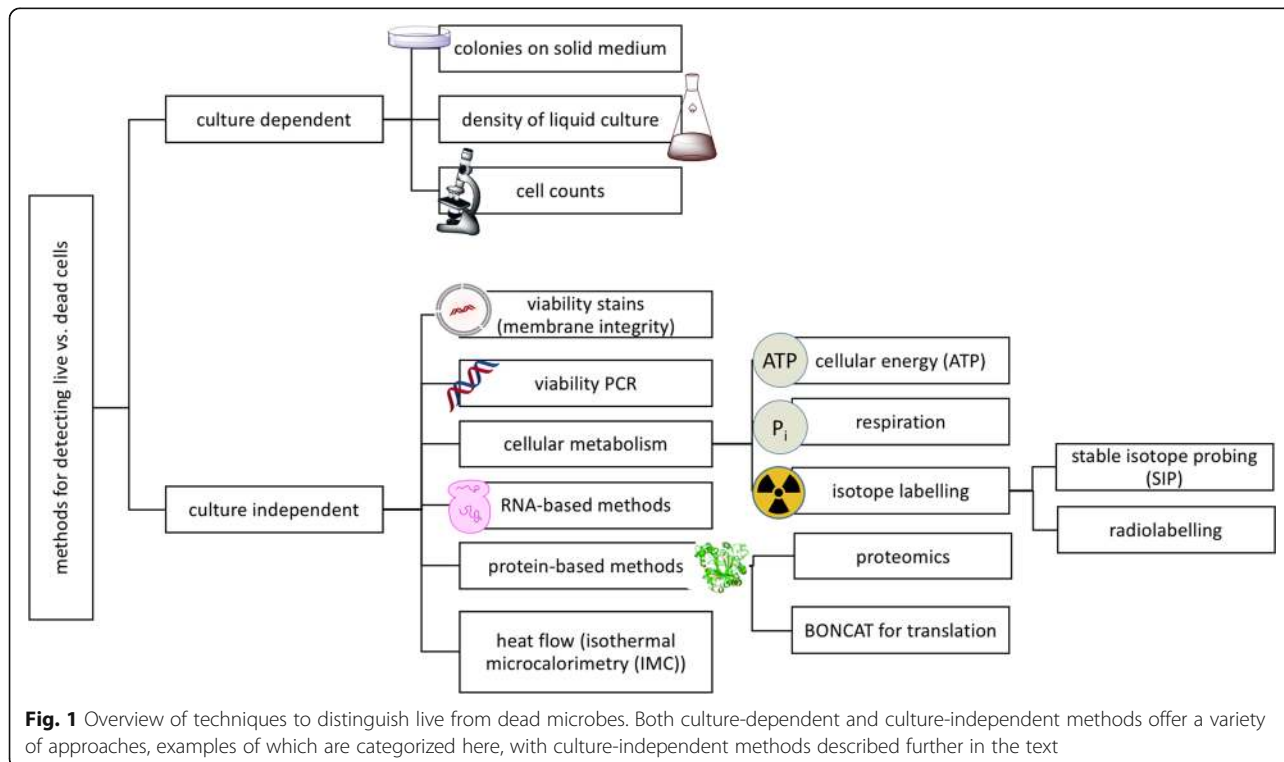 methods for detecting live vs. dead cells
culture dependent
colonies on solid medium
density of liquid culture
cell counts
culture independent
viability stains
(membrane integrity)
viability PCR
cellular metabolism
ATP
cellular energy (ATP)
Pi
respiration
isotope labelling
stable isotope probing
(SIP)
radiolabelling
RNA-based methods
protein-based methods
proteomics
BONCAT for translation
heat flow (isothermal
microcalorimetry (IMC))
Fig. 1 Overview of techniques to distinguish live from dead microbes. Both culture-dependent and culture-independent methods offer a variety
of approaches, examples of which are categorized here, with culture-independent methods described further in the text